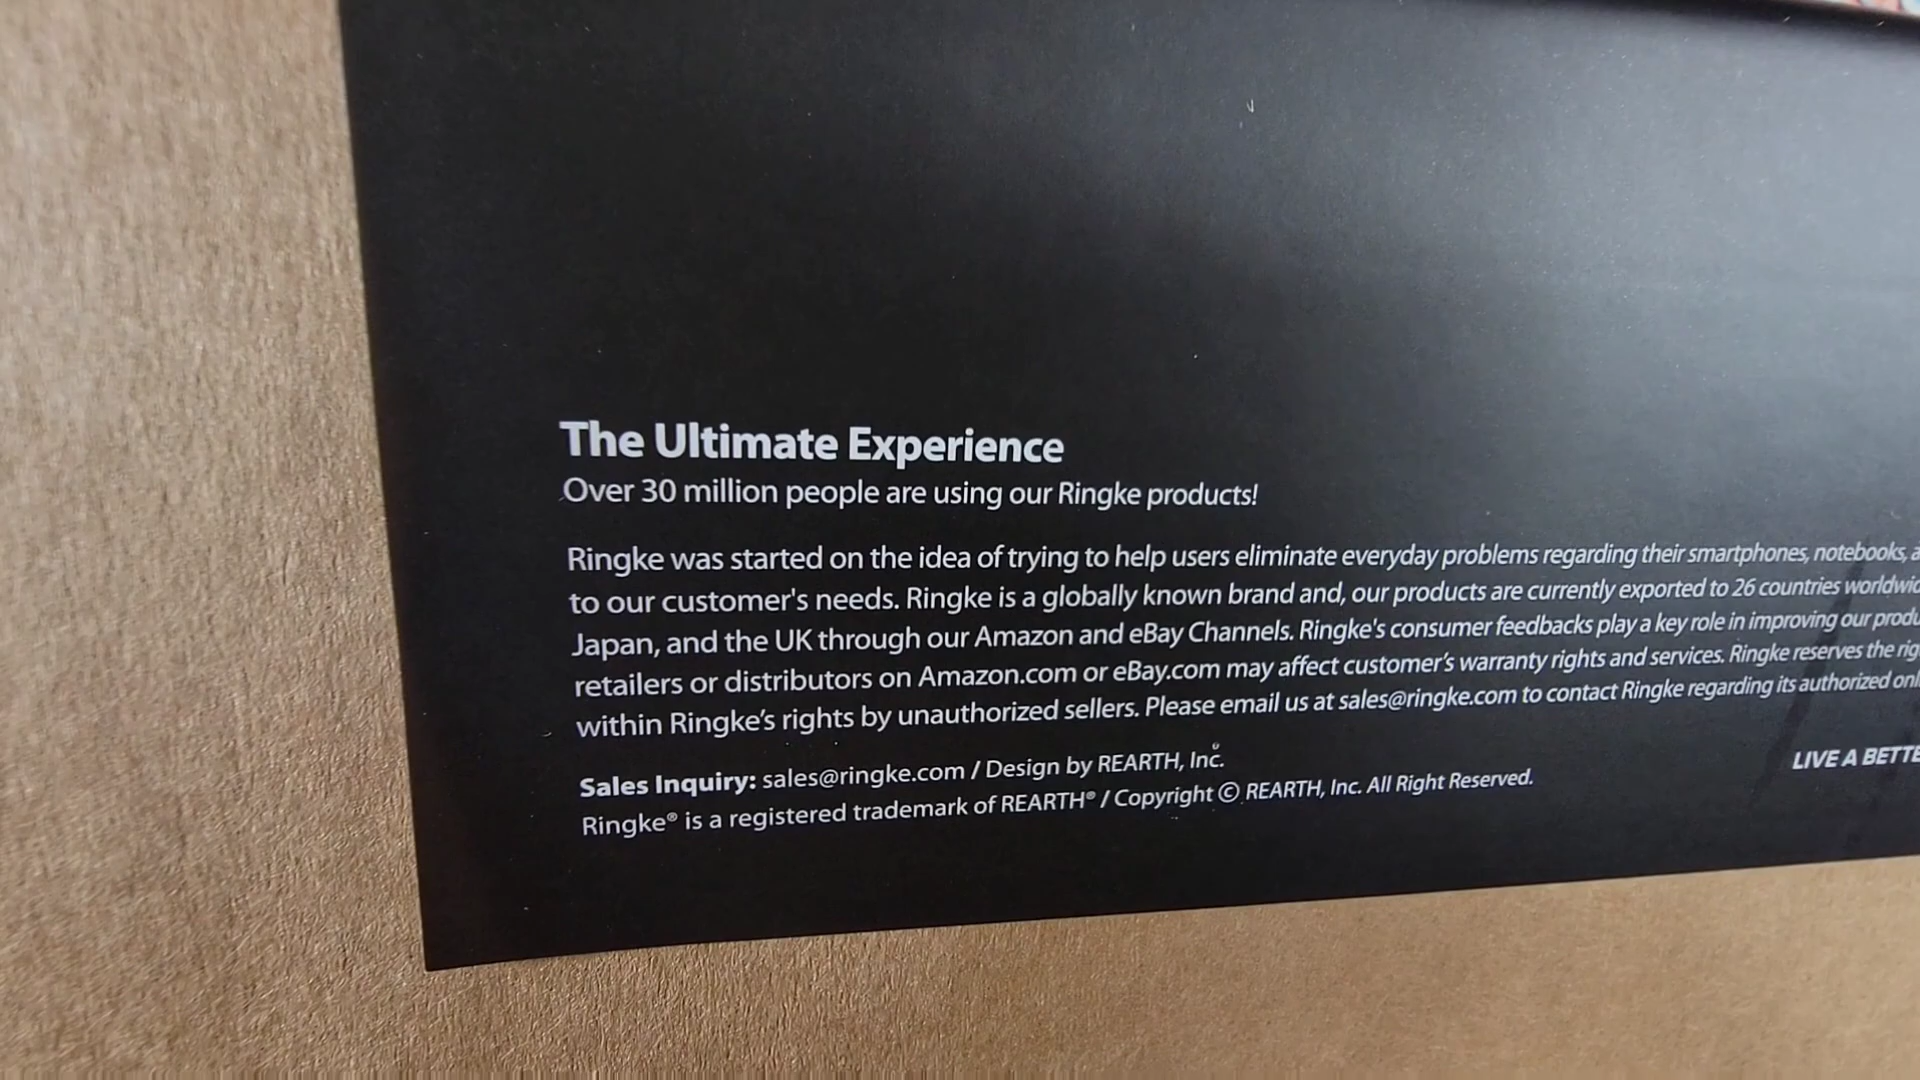 The Ultimate Experience
Over 30 million people are using our Ringke products!
Ringke was started on the idea of trying to help users eliminate everyday problems regarding their smartphones, notebooks,
to our customer's needs. Ringke is a globally known brand and, our products are currently exported to 26 countries
Japan, and the UK through our Amazon and eBay Channels. Ringke's consumer feedbacks play a key role in improving our
retailers or distributors on Amazon.com or eBay.com may affect customer's warranty rights and services. Ringke reserves the
within Ringke's rights by unauthorized sellers. Please email us at sales@ringke.com to contact Ringke regarding its authorized
Sales Inquiry: sales@ringke.com / Design by REARTH, Inc.
Ringke® is a registered trademark of REARTH® / Copyright © REARTH, Inc. All Right Reserved.
LIVE A